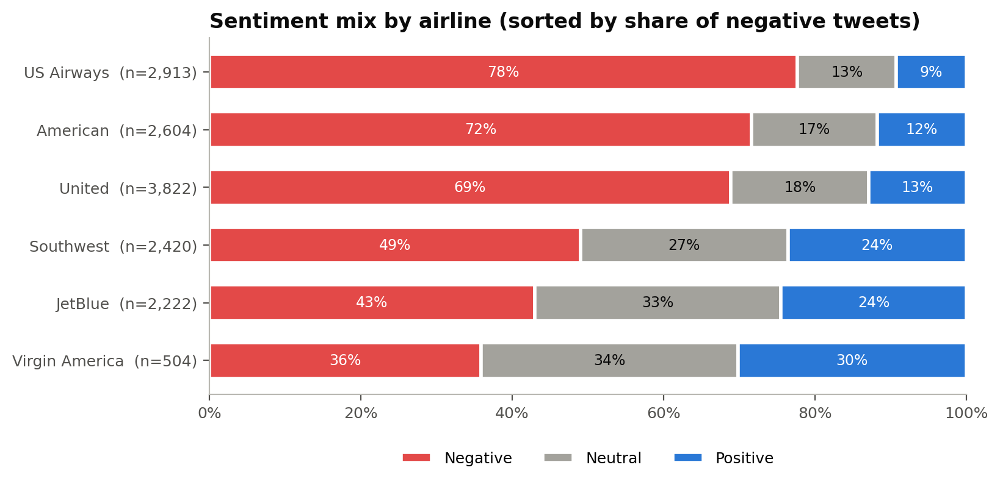 Sentiment mix by airline (sorted by share of negative tweets)
US Airways (n=2,913) 78% 13% 9%
American (n=2,604) 72% 17% 12%
United (n=3,822) 69% 18% 13%
Southwest (n=2,420) 49% 27% 24%
JetBlue (n=2,222) 43% 33% 24%
Virgin America (n=504) 36% 34% 30%
0% 20% 40% 60% 80% 100%
Negative Neutral Positive